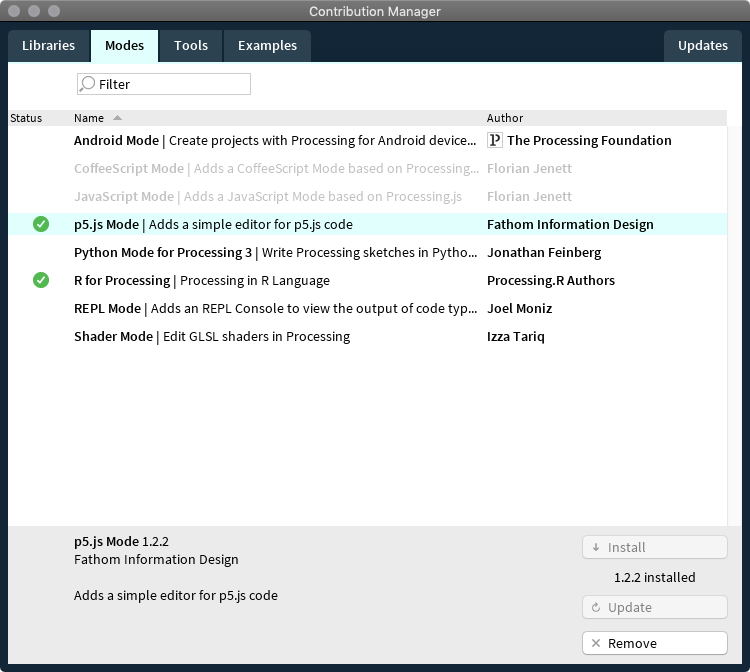 Contribution Manager
Libraries Modes Tools Examples Updates
Filter
Status Name Author
Android Mode | Create projects with Processing for Android device... The Processing Foundation
CoffeeScript Mode | Adds a CoffeeScript Mode based on Processing... Florian Jenett
JavaScript Mode | Adds a JavaScript Mode based on Processing.js Florian Jenett
p5.js Mode | Adds a simple editor for p5.js code Fathom Information Design
Python Mode for Processing 3 | Write Processing sketches in Pytho... Jonathan Feinberg
R for Processing | Processing in R Language Processing.R Authors
REPL Mode | Adds an REPL Console to view the output of code typ... Joel Moniz
Shader Mode | Edit GLSL shaders in Processing Izza Tariq
p5.js Mode 1.2.2
Install
Fathom Information Design
1.2.2 installed
Adds a simple editor for p5.js code
Update
Remove